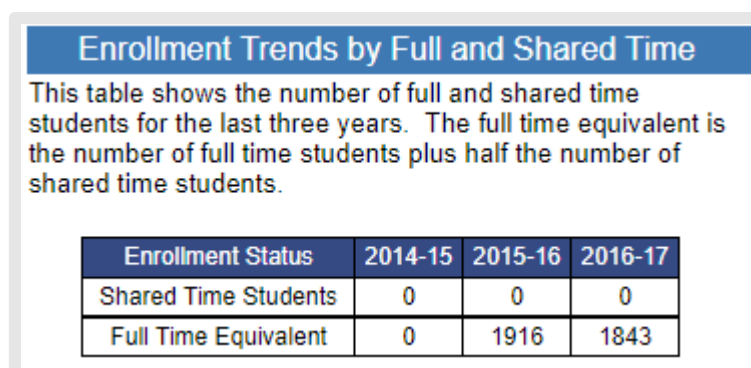 Enrollment Trends by Full and Shared Time
This table shows the number of full and shared time
students for the last three years.  The full time equivalent is
the number of full time students plus half the number of
shared time students.
Enrollment Status 2014-15 2015-16 2016-17
Shared Time Students 0 0 0
Full Time Equivalent 0 1916 1843